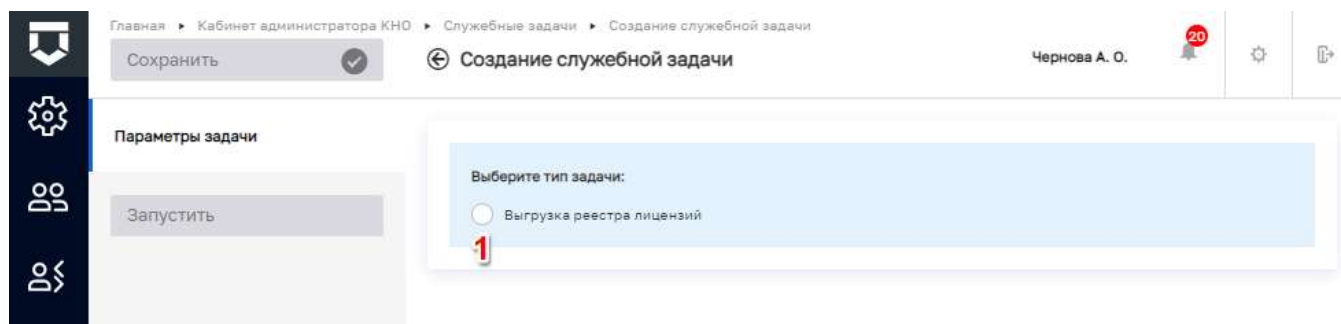 Главная ▸ Кабинет администратора КНО ▸ Служебные задачи ▸ Создание служебной задачи
Сохранить
Создание служебной задачи
Чернова А. О.
20
Параметры задачи
Запустить
Выберите тип задачи:
Выгрузка реестра лицензий
1